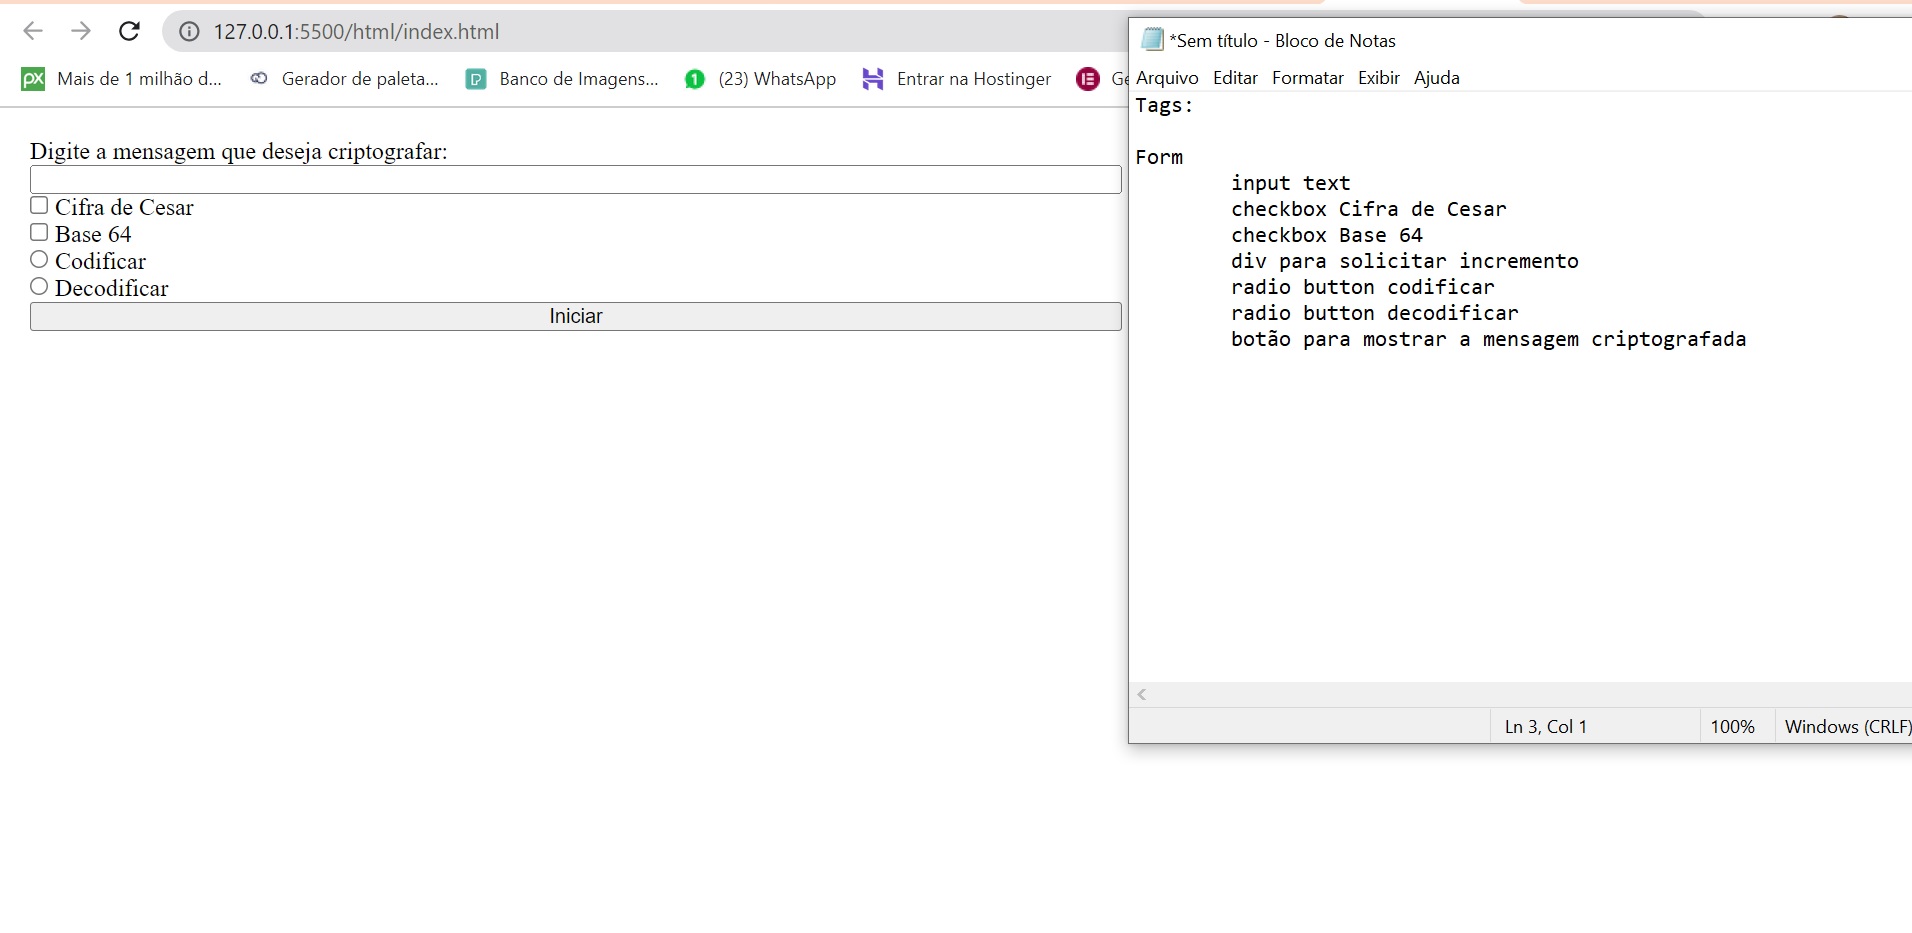 127.0.0.1:5500/html/index.html
px Mais de 1 milhão d... Gerador de paleta... Banco de Imagens... 1 (23) WhatsApp Entrar na Hostinger Ge
Digite a mensagem que deseja criptografar:
Cifra de Cesar
Base 64
Codificar
Decodificar
Iniciar
*Sem título - Bloco de Notas
Arquivo Editar Formatar Exibir Ajuda
Tags:
Form
input text
checkbox Cifra de Cesar
checkbox Base 64
div para solicitar incremento
radio button codificar
radio button decodificar
botão para mostrar a mensagem criptografada
Ln 3, Col 1 100% Windows (CRLF)